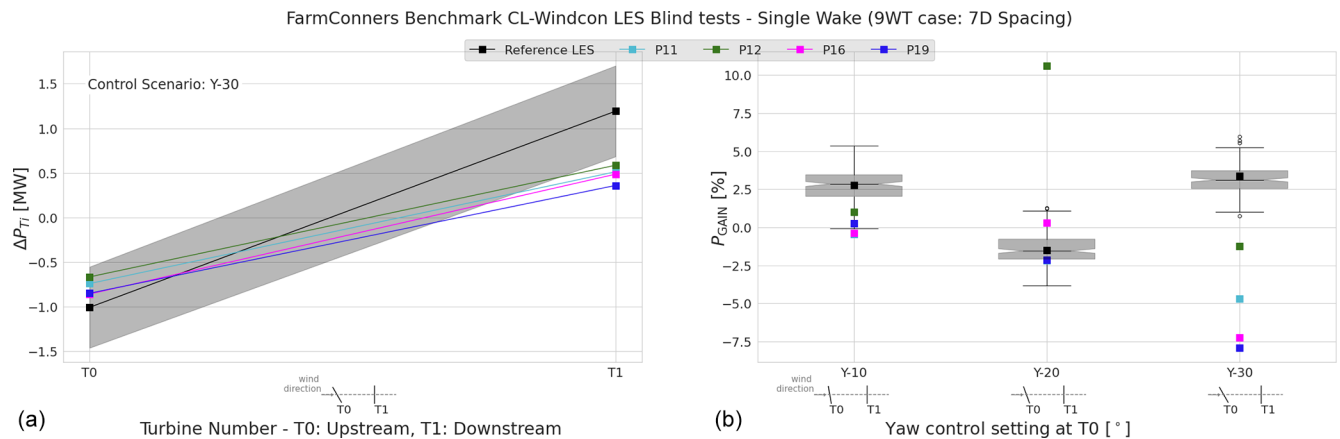 FarmConners Benchmark CL-Windcon LES Blind tests - Single Wake (9WT case: 7D Spacing)
Reference LES P11 P12 P16 P19
Control Scenario: Y-30
1.5
1.0
0.5
0.0
−0.5
−1.0
−1.5
ΔP_{Ti} [MW]
T0 T1
wind
direction
T0 T1
(a)
Turbine Number - T0: Upstream, T1: Downstream
10.0
7.5
5.0
2.5
0.0
−2.5
−5.0
−7.5
P_{GAIN} [%]
Y-10 Y-20 Y-30
wind
direction
T0 T1 T0 T1 T0 T1
(b)
Yaw control setting at T0 [°]